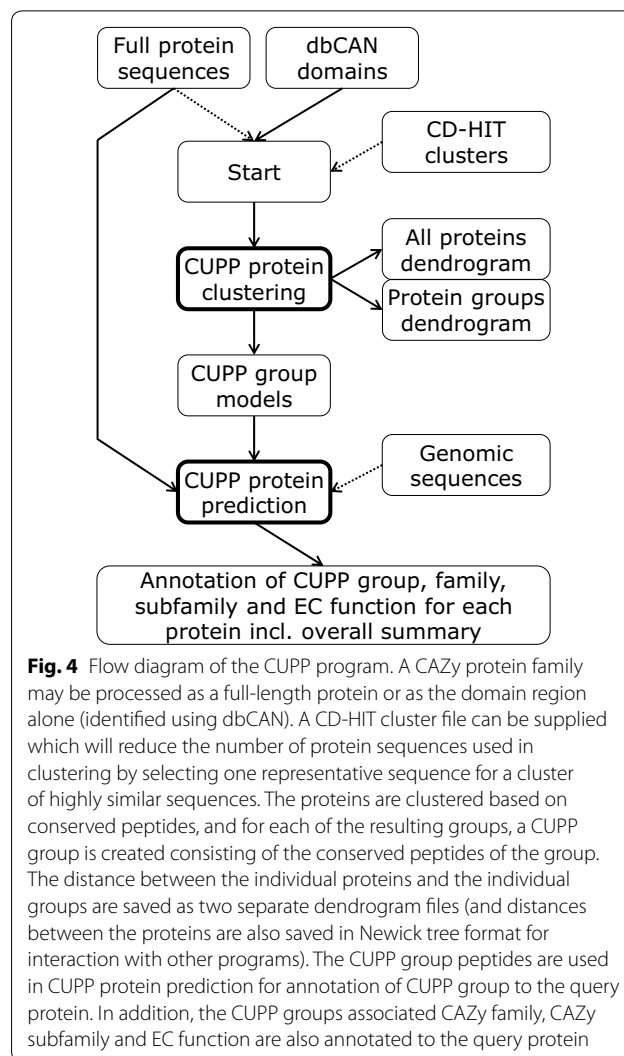 Full protein
sequences
dbCAN
domains
CD-HIT
clusters
Start
All proteins
dendrogram
CUPP protein
clustering
Protein groups
dendrogram
CUPP group
models
Genomic
sequences
CUPP protein
prediction
Annotation of CUPP group, family,
subfamily and EC function for each
protein incl. overall summary
Fig. 4 Flow diagram of the CUPP program. A CAZy protein family
may be processed as a full-length protein or as the domain region
alone (identified using dbCAN). A CD-HIT cluster file can be supplied
which will reduce the number of protein sequences used in
clustering by selecting one representative sequence for a cluster
of highly similar sequences. The proteins are clustered based on
conserved peptides, and for each of the resulting groups, a CUPP
group is created consisting of the conserved peptides of the group.
The distance between the individual proteins and the individual
groups are saved as two separate dendrogram files (and distances
between the proteins are also saved in Newick tree format for
interaction with other programs). The CUPP group peptides are used
in CUPP protein prediction for annotation of CUPP group to the query
protein. In addition, the CUPP groups associated CAZy family, CAZy
subfamily and EC function are also annotated to the query protein